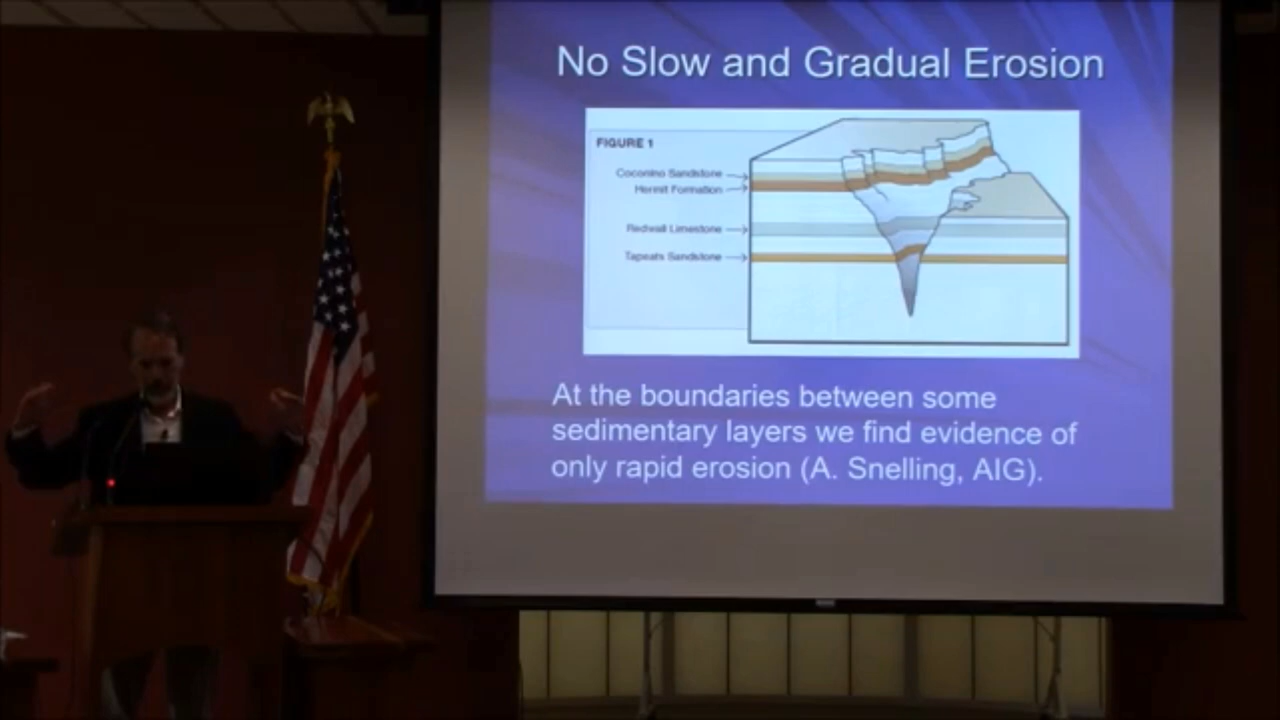 No Slow and Gradual Erosion
FIGURE 1
Coconino Sandstone
Hermit Formation
Redwall Limestone
Tapeats Sandstone
At the boundaries between some
sedimentary layers we find evidence of
only rapid erosion (A. Snelling, AIG).